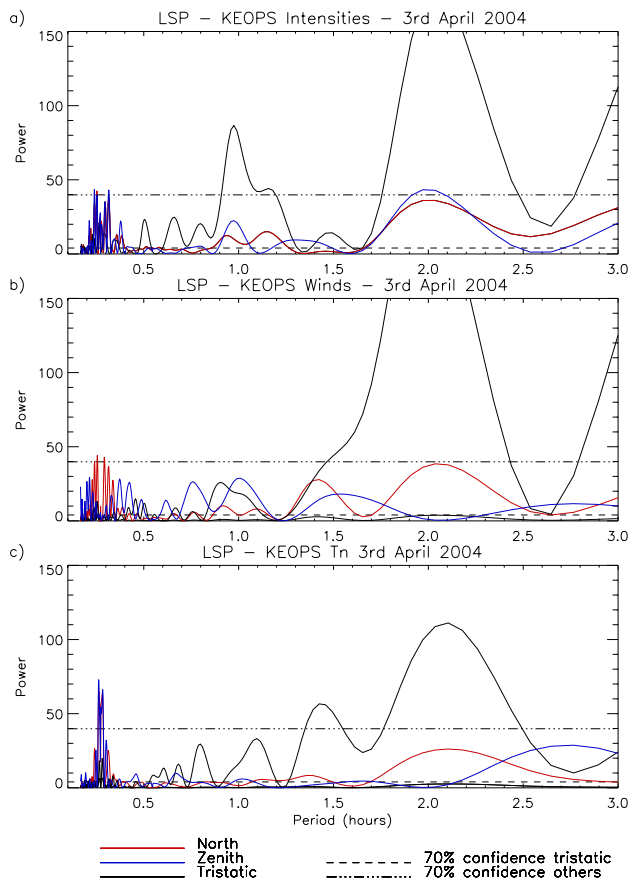 a)
LSP - KEOPS Intensities - 3rd April 2004
150
100
50
0
Power
0.5 1.0 1.5 2.0 2.5 3.0
b)
LSP - KEOPS Winds - 3rd April 2004
150
100
50
0
Power
0.5 1.0 1.5 2.0 2.5 3.0
c)
LSP - KEOPS Tn 3rd April 2004
150
100
50
0
Power
0.5 1.0 1.5 2.0 2.5 3.0
Period (hours)
North
Zenith
Tristatic
70% confidence tristatic
70% confidence others